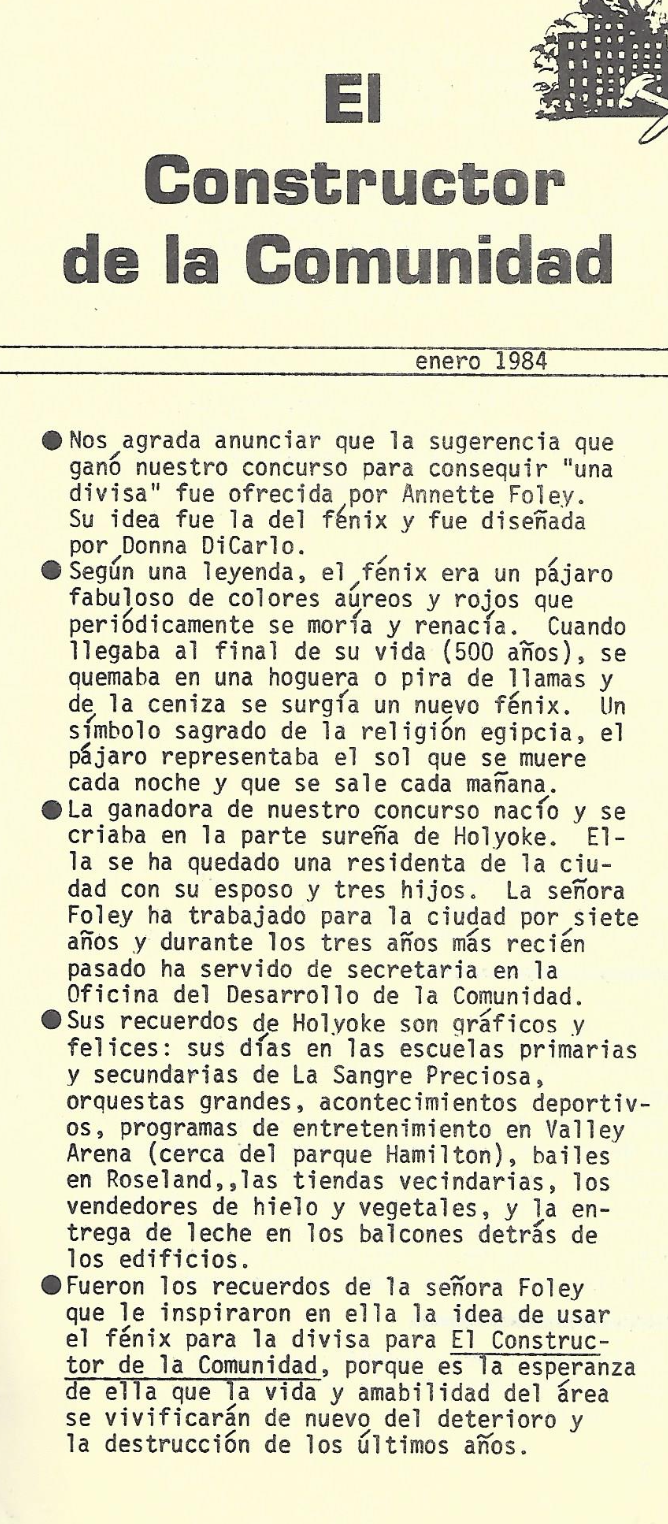 El
Constructor
de la Comunidad
enero 1984
●Nos agrada anunciar que la sugerencia que
ganó nuestro concurso para consequir "una
divisa" fue ofrecida por Annette Foley.
Su idea fue la del fénix y fue diseñada
por Donna DiCarlo.
●Según una leyenda, el fénix era un pájaro
fabuloso de colores aúreos y rojos que
periódicamente se moría y renacía. Cuando
llegaba al final de su vida (500 años), se
quemaba en una hoguera o pira de llamas y
de la ceniza se surgía un nuevo fénix. Un
símbolo sagrado de la religión egipcia, el
pájaro representaba el sol que se muere
cada noche y que se sale cada mañana.
●La ganadora de nuestro concurso nacío y se
criaba en la parte sureña de Holyoke. El-
la se ha quedado una residenta de la ciu-
dad con su esposo y tres hijos. La señora
Foley ha trabajado para la ciudad por siete
años y durante los tres años más recién
pasado ha servido de secretaria en la
Oficina del Desarrollo de la Comunidad.
●Sus recuerdos de Holyoke son gráficos y
felices: sus días en las escuelas primarias
y secundarias de La Sangre Preciosa,
orquestas grandes, acontecimientos deportiv-
os, programas de entretenimiento en Valley
Arena (cerca del parque Hamilton), bailes
en Roseland,,las tiendas vecindarias, los
vendedores de hielo y vegetales, y la en-
trega de leche en los balcones detrás de
los edificios.
●Fueron los recuerdos de la señora Foley
que le inspiraron en ella la idea de usar
el fénix para la divisa para El Construc-
tor de la Comunidad, porque es la esperanza
de ella que la vida y amabilidad del área
se vivificarán de nuevo del deterioro y
la destrucción de los últimos años.